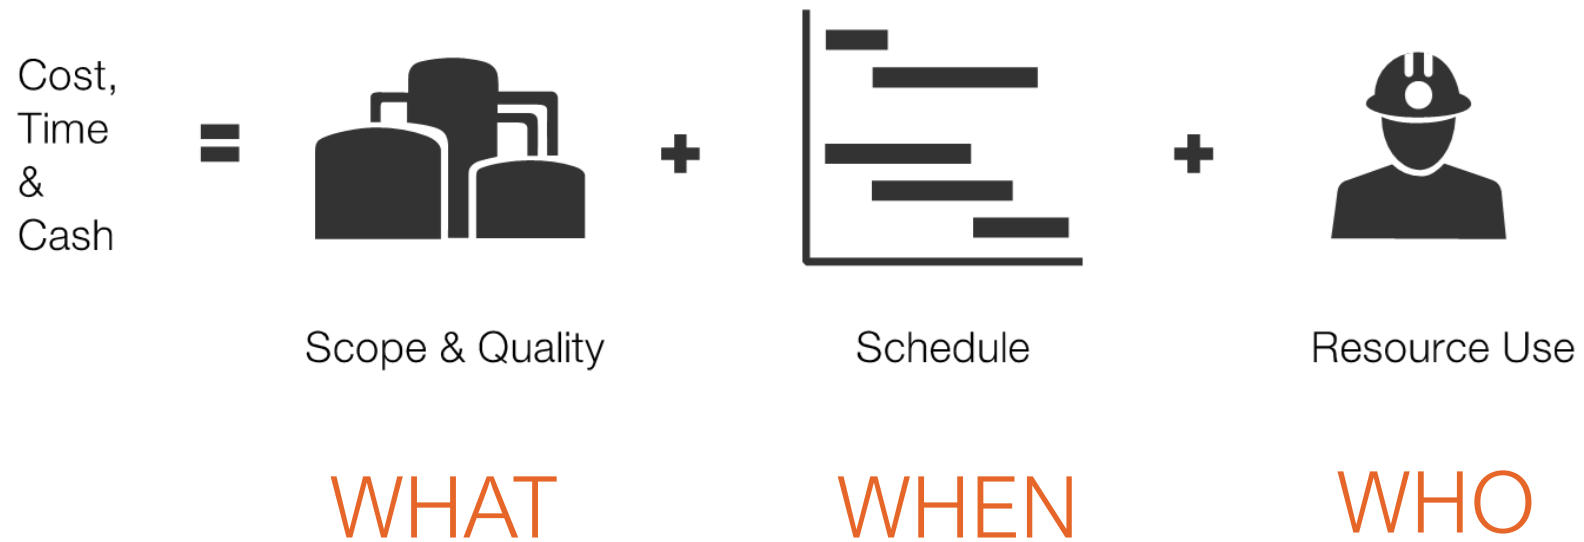 Cost,
Time
&
Cash
=
+
+
Scope & Quality
Schedule
Resource Use
WHAT
WHEN
WHO